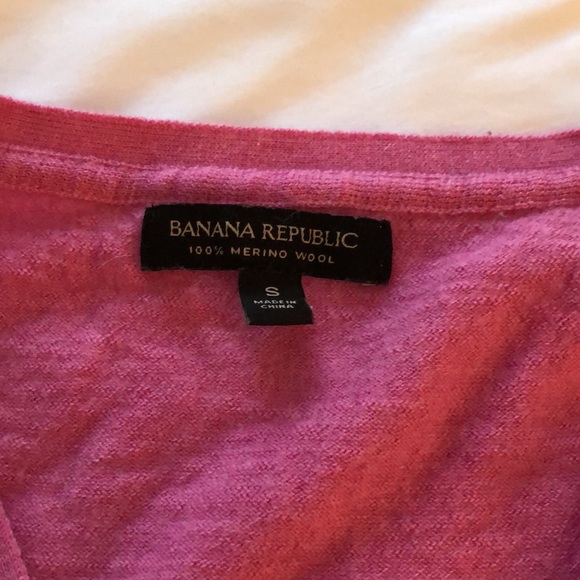 BANANA REPUBLIC
100% MERINO WOOL
S
MADE IN
CHINA